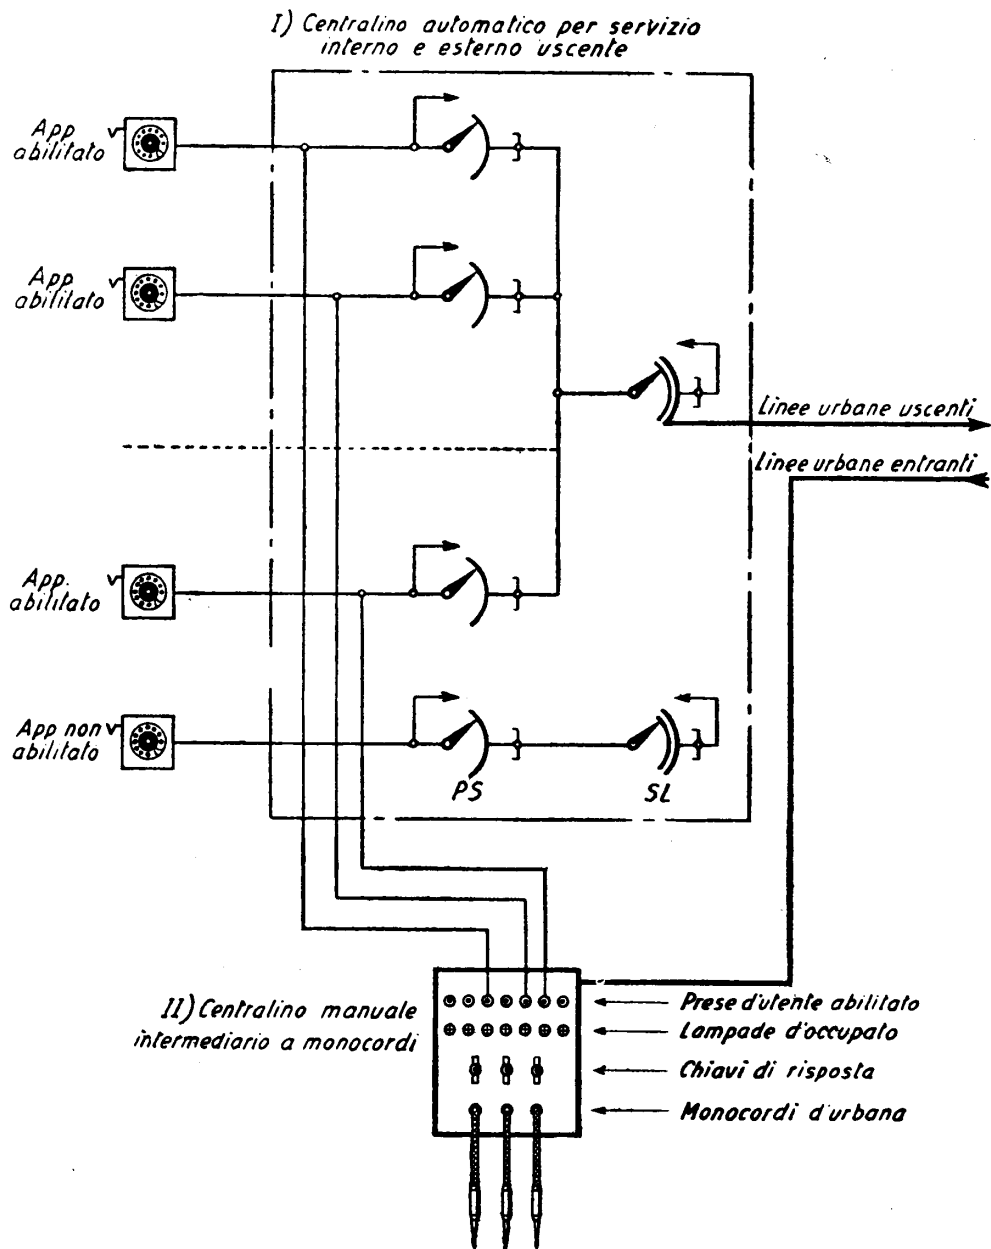 I) Centralino automatico per servizio
interno e esterno uscente
App
abilitato
App
abilitato
Linee urbane uscenti
Linee urbane entranti
App.
abilitato
App non
abilitato
PS
SL
II) Centralino manuale
intermediario a monocordi
Prese d'utente abilitato
Lampade d'occupato
Chiavi di risposta
Monocordi d'urbana